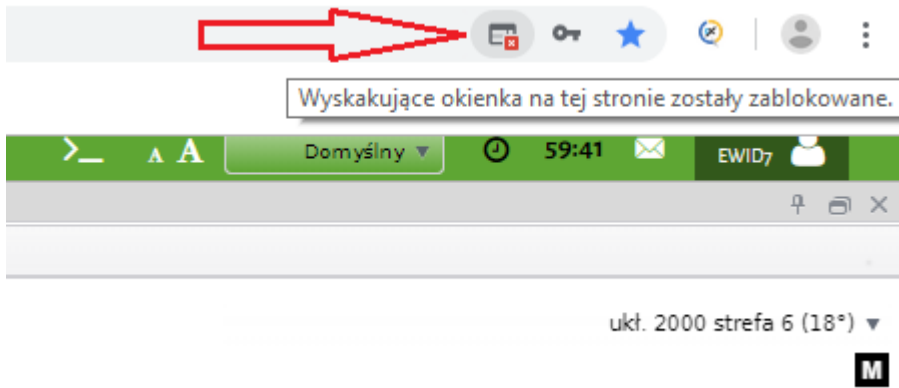 Wyskakujące okienka na tej stronie zostały zablokowane.
>_ A A Domyślny ▼ 59:41 EWID7
ukł. 2000 strefa 6 (18°) ▼
M